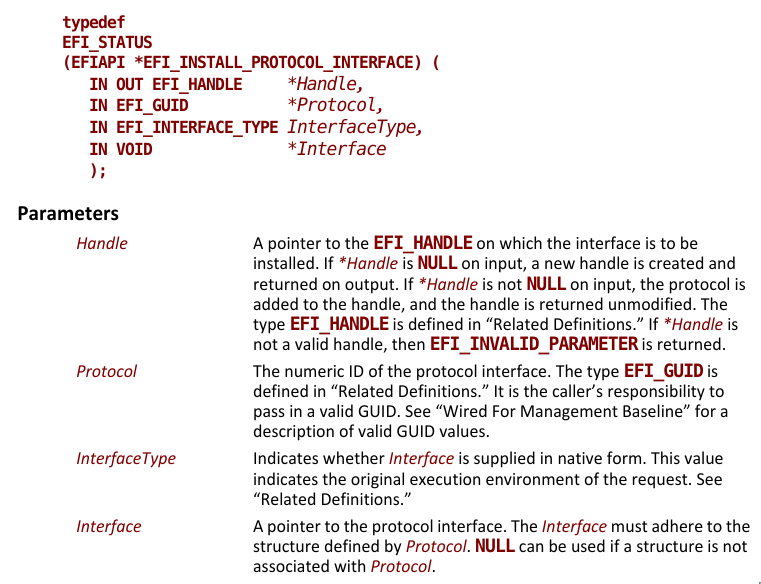 typedef
EFI_STATUS
(EFIAPI *EFI_INSTALL_PROTOCOL_INTERFACE) (
IN OUT EFI_HANDLE *Handle,
IN EFI_GUID *Protocol,
IN EFI_INTERFACE_TYPE InterfaceType,
IN VOID *Interface
);
Parameters
Handle A pointer to the EFI_HANDLE on which the interface is to be
installed. If *Handle is NULL on input, a new handle is created and
returned on output. If *Handle is not NULL on input, the protocol is
added to the handle, and the handle is returned unmodified. The
type EFI_HANDLE is defined in “Related Definitions.” If *Handle is
not a valid handle, then EFI_INVALID_PARAMETER is returned.
Protocol The numeric ID of the protocol interface. The type EFI_GUID is
defined in “Related Definitions.” It is the caller’s responsibility to
pass in a valid GUID. See “Wired For Management Baseline” for a
description of valid GUID values.
InterfaceType Indicates whether Interface is supplied in native form. This value
indicates the original execution environment of the request. See
“Related Definitions.”
Interface A pointer to the protocol interface. The Interface must adhere to the
structure defined by Protocol. NULL can be used if a structure is not
associated with Protocol.